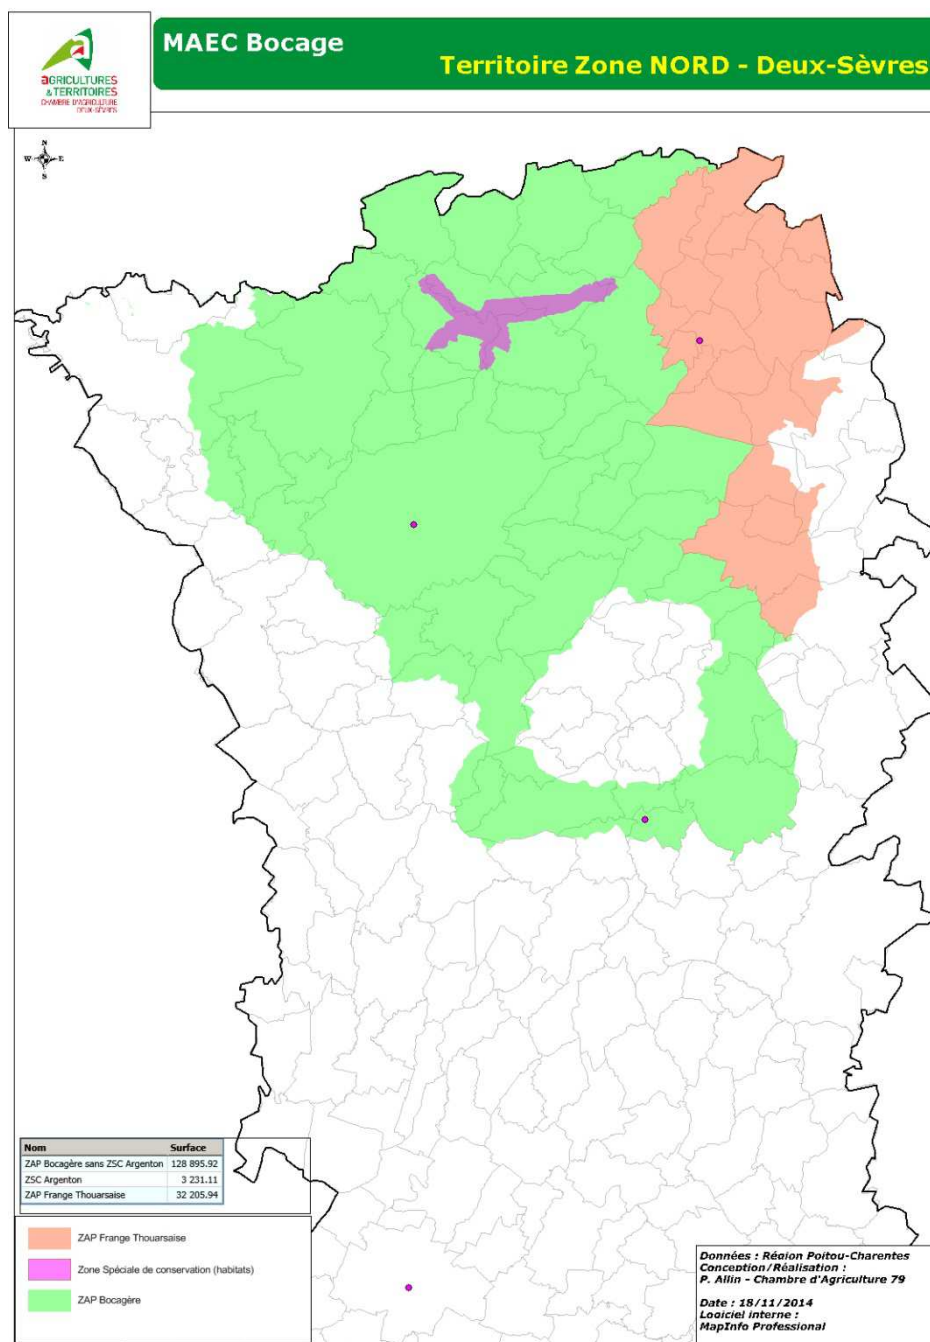 aGRICULTURES
& TERRITOIRES
CHAMBRE D'AGRICULTURE
DEUX-SÈVRES
MAEC Bocage
Territoire Zone NORD - Deux-Sèvres
N
W E
S
Nom Surface
ZAP Bocagère sans ZSC Argenton 128 895.92
ZSC Argenton 3 231.11
ZAP Frange Thouarsaise 32 205.94
ZAP Frange Thouarsaise
Zone Spéciale de conservation (habitats)
ZAP Bocagère
Données : Région Poitou-Charentes
Conception/Réalisation :
P. Allin - Chambre d'Agriculture 79
Date : 18/11/2014
Logiciel interne :
MapInfo Professional